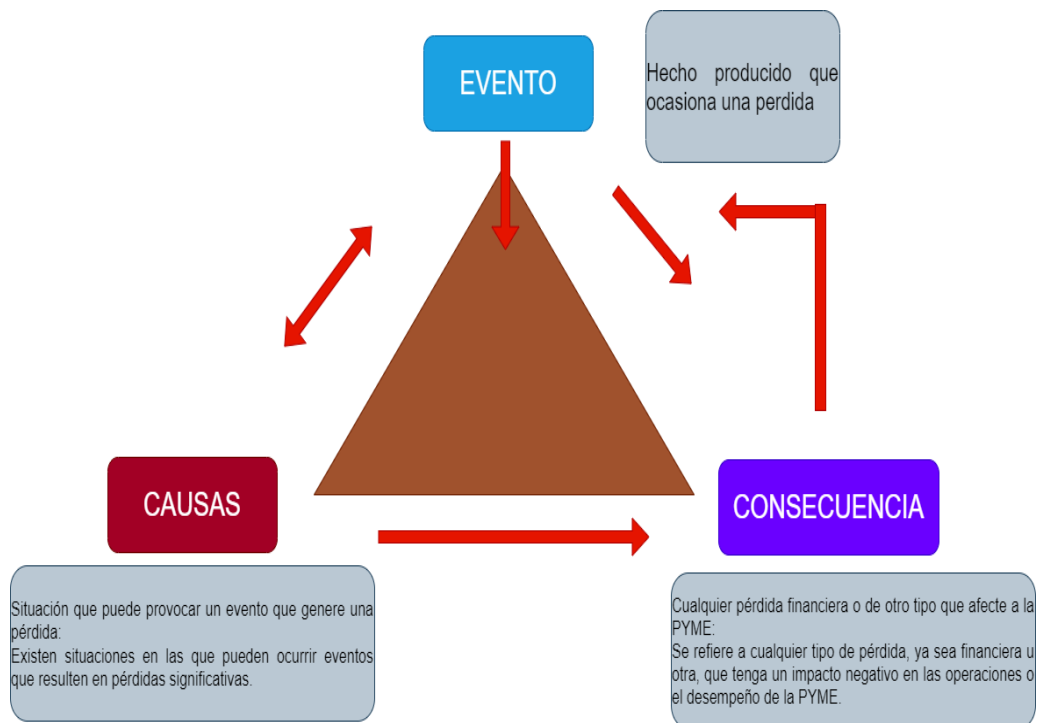 EVENTO
Hecho producido que
ocasiona una perdida
CAUSAS
Situación que puede provocar un evento que genere una
pérdida:
Existen situaciones en las que pueden ocurrir eventos
que resulten en pérdidas significativas.
CONSECUENCIA
Cualquier pérdida financiera o de otro tipo que afecte a la
PYME:
Se refiere a cualquier tipo de pérdida, ya sea financiera u
otra, que tenga un impacto negativo en las operaciones o
el desempeño de la PYME.